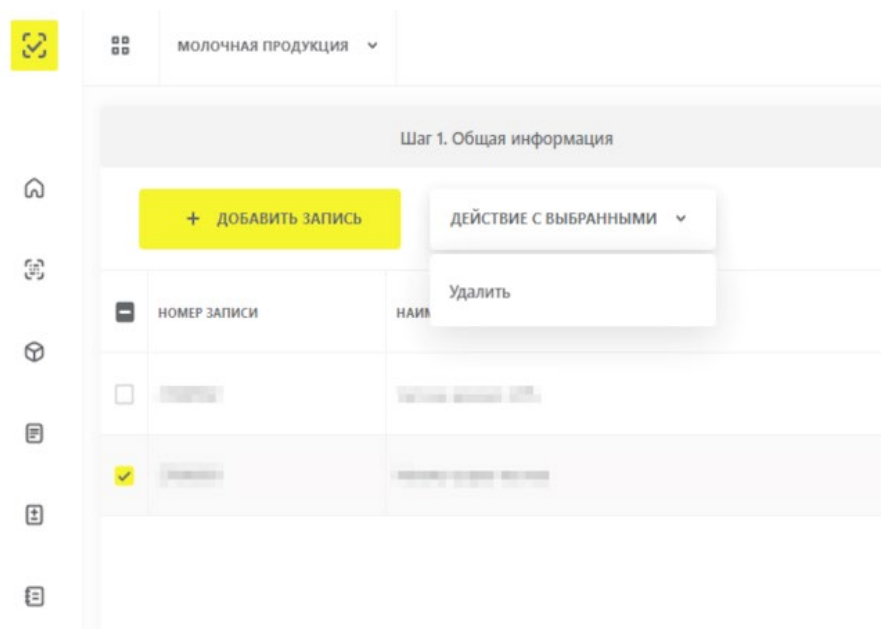 МОЛОЧНАЯ ПРОДУКЦИЯ
Шаг 1. Общая информация
+ ДОБАВИТЬ ЗАПИСЬ
ДЕЙСТВИЕ С ВЫБРАННЫМИ
Удалить
НОМЕР ЗАПИСИ